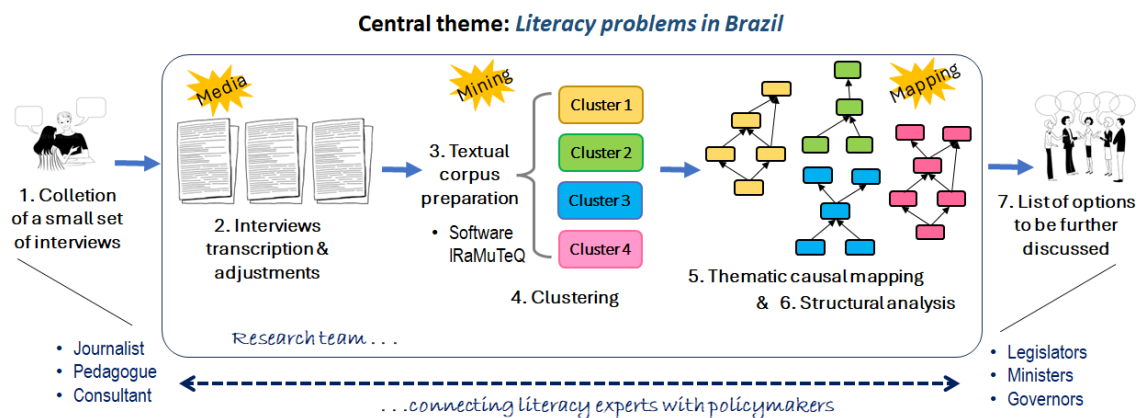 Central theme: Literacy problems in Brazil
Media
Mining
Mapping
1. Colletion
of a small set
of interviews
2. Interviews
transcription &
adjustments
3. Textual
corpus
preparation
• Software
IRaMuTeQ
Cluster 1
Cluster 2
Cluster 3
Cluster 4
4. Clustering
5. Thematic causal mapping
& 6. Structural analysis
7. List of options
to be further
discussed
Research team . . .
• Journalist
• Pedagogue
• Consultant
. . .connecting literacy experts with policymakers
• Legislators
• Ministers
• Governors